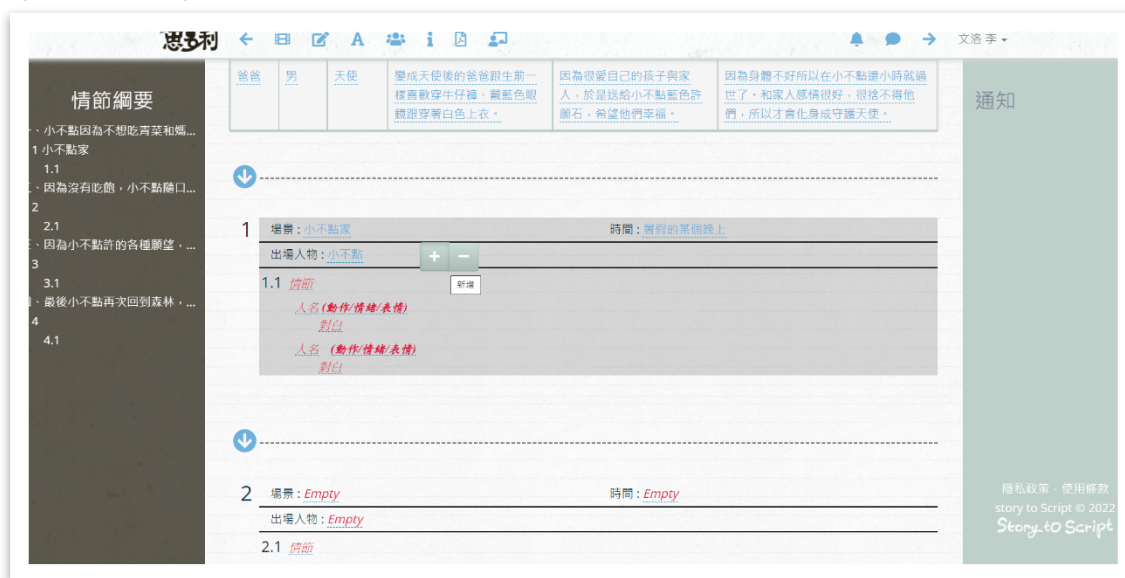 思多利
A
i
文洛 李
情節綱要
、小不點因為不想吃青菜和媽...
1 小不點家
1.1
、因為沒有吃飽，小不點隨口...
2
2.1
、因為小不點許的各種願望，...
3
3.1
、最後小不點再次回到森林，...
4
4.1
爸爸
男
天使
變成天使後的爸爸跟生前一
樣喜歡穿牛仔褲、戴藍色眼
鏡跟穿著白色上衣。
因為很愛自己的孩子與家
人，於是送給小不點藍色許
願石，希望他們幸福。
因為身體不好所以在小不點還小時就過
世了。和家人感情很好，很捨不得他
們，所以才會化身成守護天使。
1
場景：小不點家
時間：暑假的某個晚上
出場人物：小不點
+ −
新增
1.1 情節
人名(動作/情緒/表情)
對白
人名 (動作/情緒/表情)
對白
2
場景：Empty
時間：Empty
出場人物：Empty
2.1 情節
通知
隱私政策 · 使用條款
story to Script © 2022
Story to Script